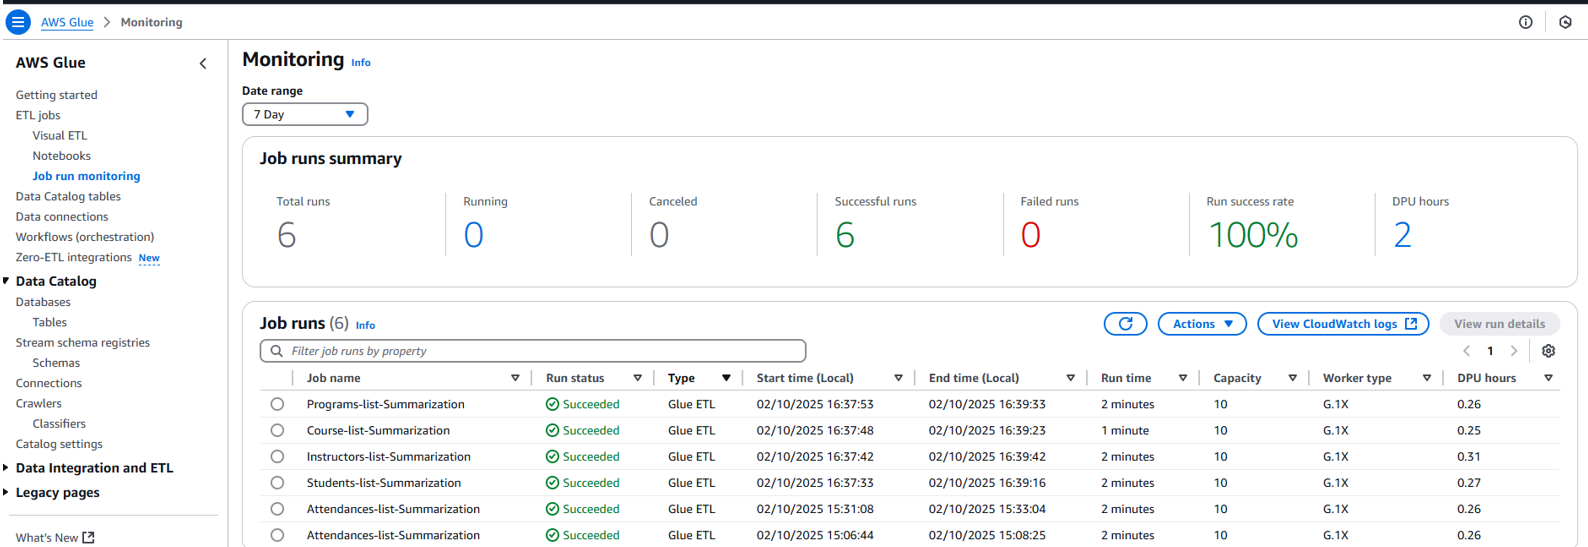 AWS Glue > Monitoring
AWS Glue
Getting started
ETL jobs
Visual ETL
Notebooks
Job run monitoring
Data Catalog tables
Data connections
Workflows (orchestration)
Zero-ETL integrations New
Data Catalog
Databases
Tables
Stream schema registries
Schemas
Connections
Crawlers
Classifiers
Catalog settings
Data Integration and ETL
Legacy pages
What's New
Monitoring Info
Date range
7 Day
Job runs summary
Total runs Running Canceled Successful runs Failed runs Run success rate DPU hours
6 0 0 6 0 100% 2
Job runs (6) Info Actions View CloudWatch logs View run details
Filter job runs by property 1
Job name Run status Type Start time (Local) End time (Local) Run time Capacity Worker type DPU hours
Programs-list-Summarization Succeeded Glue ETL 02/10/2025 16:37:53 02/10/2025 16:39:33 2 minutes 10 G.1X 0.26
Course-list-Summarization Succeeded Glue ETL 02/10/2025 16:37:48 02/10/2025 16:39:23 1 minute 10 G.1X 0.25
Instructors-list-Summarization Succeeded Glue ETL 02/10/2025 16:37:42 02/10/2025 16:39:42 2 minutes 10 G.1X 0.31
Students-list-Summarization Succeeded Glue ETL 02/10/2025 16:37:33 02/10/2025 16:39:16 2 minutes 10 G.1X 0.27
Attendances-list-Summarization Succeeded Glue ETL 02/10/2025 15:31:08 02/10/2025 15:33:04 2 minutes 10 G.1X 0.26
Attendances-list-Summarization Succeeded Glue ETL 02/10/2025 15:06:44 02/10/2025 15:08:25 2 minutes 10 G.1X 0.26